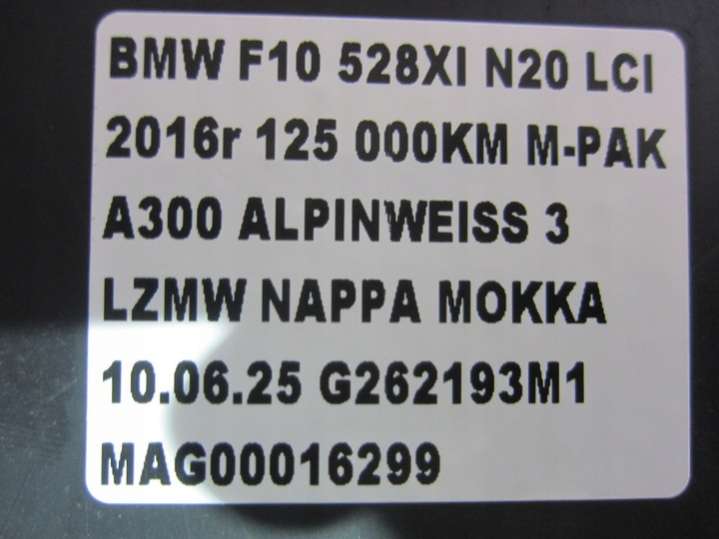 BMW F10 528XI N20 LCI
2016r 125 000KM M-PAK
A300 ALPINWEISS 3
LZMW NAPPA MOKKA
10.06.25 G262193M1
MAG00016299